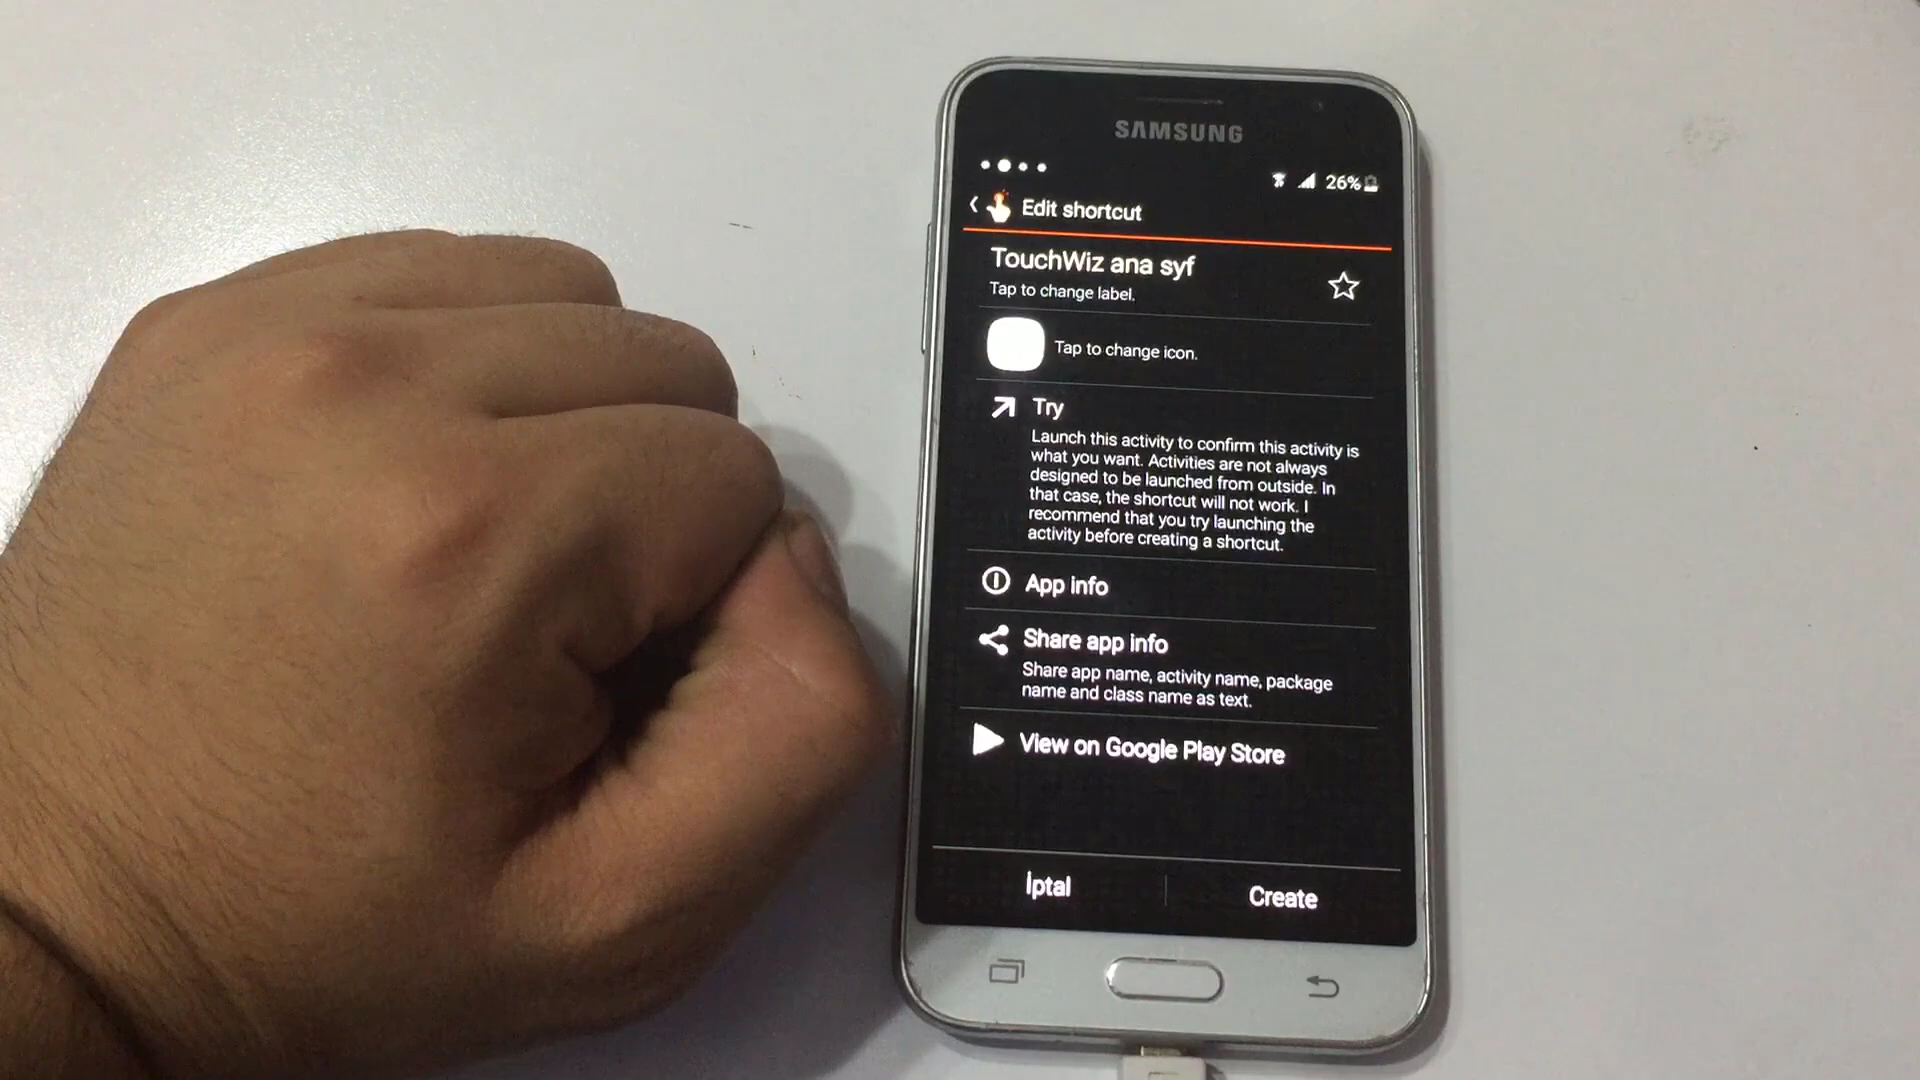 SAMSUNG
26%
Edit shortcut
TouchWiz ana syf
Tap to change label.
Tap to change icon.
Try
Launch this activity to confirm this activity is
what you want. Activities are not always
designed to be launched from outside. In
that case, the shortcut will not work. I
recommend that you try launching the
activity before creating a shortcut.
App info
Share app info
Share app name, activity name, package
name and class name as text.
View on Google Play Store
İptal
Create